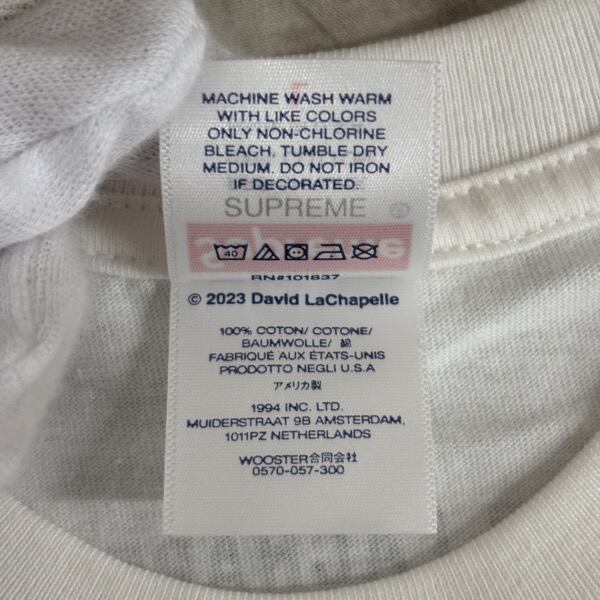 MACHINE WASH WARM
WITH LIKE COLORS
ONLY NON-CHLORINE
BLEACH, TUMBLE DRY
MEDIUM. DO NOT IRON
IF DECORATED.
SUPREME
40
RN#101837
© 2023 David LaChapelle
100% COTON/ COTONE/
BAUMWOLLE/ 綿
FABRIQUÉ AUX ÉTATS-UNIS
PRODOTTO NEGLI U.S.A
アメリカ製
1994 INC. LTD.
MUIDERSTRAAT 9B AMSTERDAM,
1011PZ NETHERLANDS
WOOSTER合同会社
0570-057-300